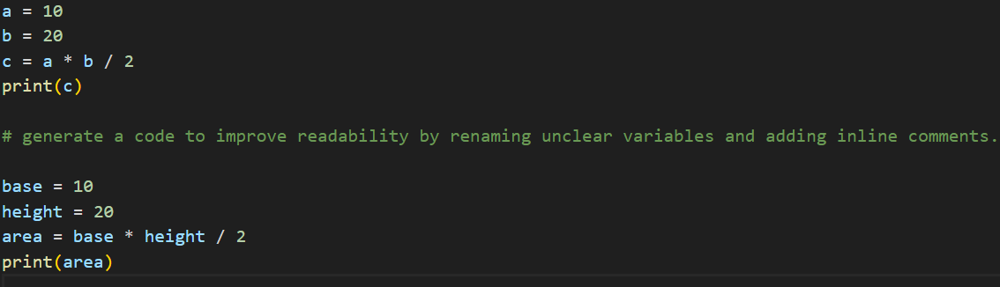 a = 10
b = 20
c = a * b / 2
print(c)
# generate a code to improve readability by renaming unclear variables and adding inline comments.
base = 10
height = 20
area = base * height / 2
print(area)